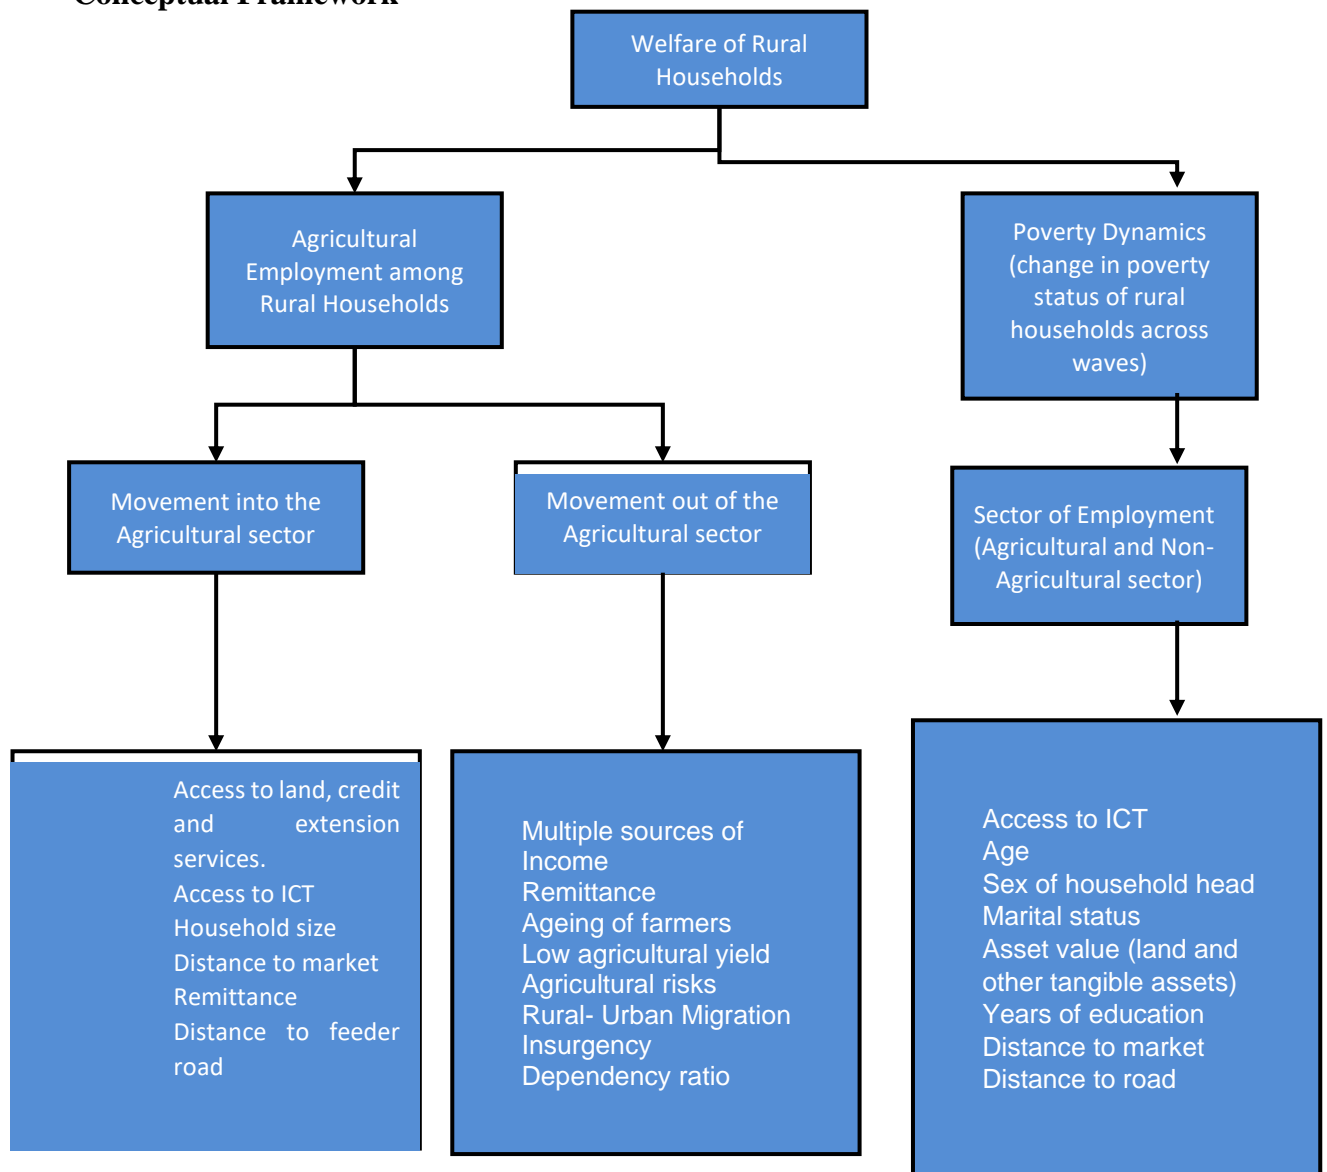 Conceptual Framework
Welfare of Rural
Households
Agricultural
Employment among
Rural Households
Poverty Dynamics
(change in poverty
status of rural
households across
waves)
Movement into the
Agricultural sector
Movement out of the
Agricultural sector
Sector of Employment
(Agricultural and Non-
Agricultural sector)
Access to land, credit
and extension
services.
Access to ICT
Household size
Distance to market
Remittance
Distance to feeder
road
Multiple sources of
Income
Remittance
Ageing of farmers
Low agricultural yield
Agricultural risks
Rural- Urban Migration
Insurgency
Dependency ratio
Access to ICT
Age
Sex of household head
Marital status
Asset value (land and
other tangible assets)
Years of education
Distance to market
Distance to road